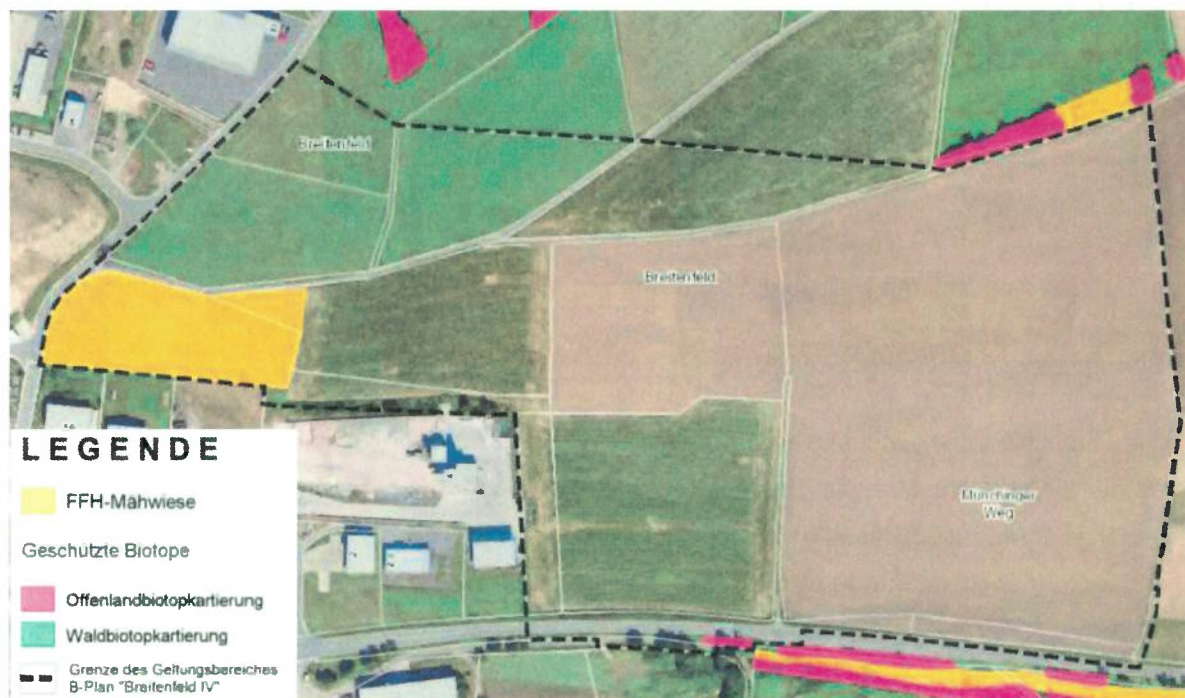 Breitenfeld
Breitenfeld
Münchinger
Weg
LEGENDE
FFH-Mähwiese
Geschützte Biotope
Offenlandbiotopkartierung
Waldbiotopkartierung
Grenze des Geltungsbereiches
B-Plan "Breitenfeld IV"